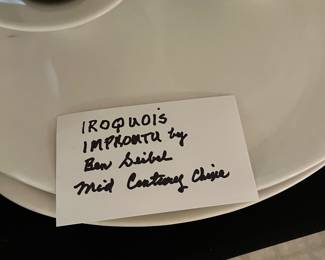 IROQUOIS
IMPROMTU by
Ben Seibel
Mid Century China